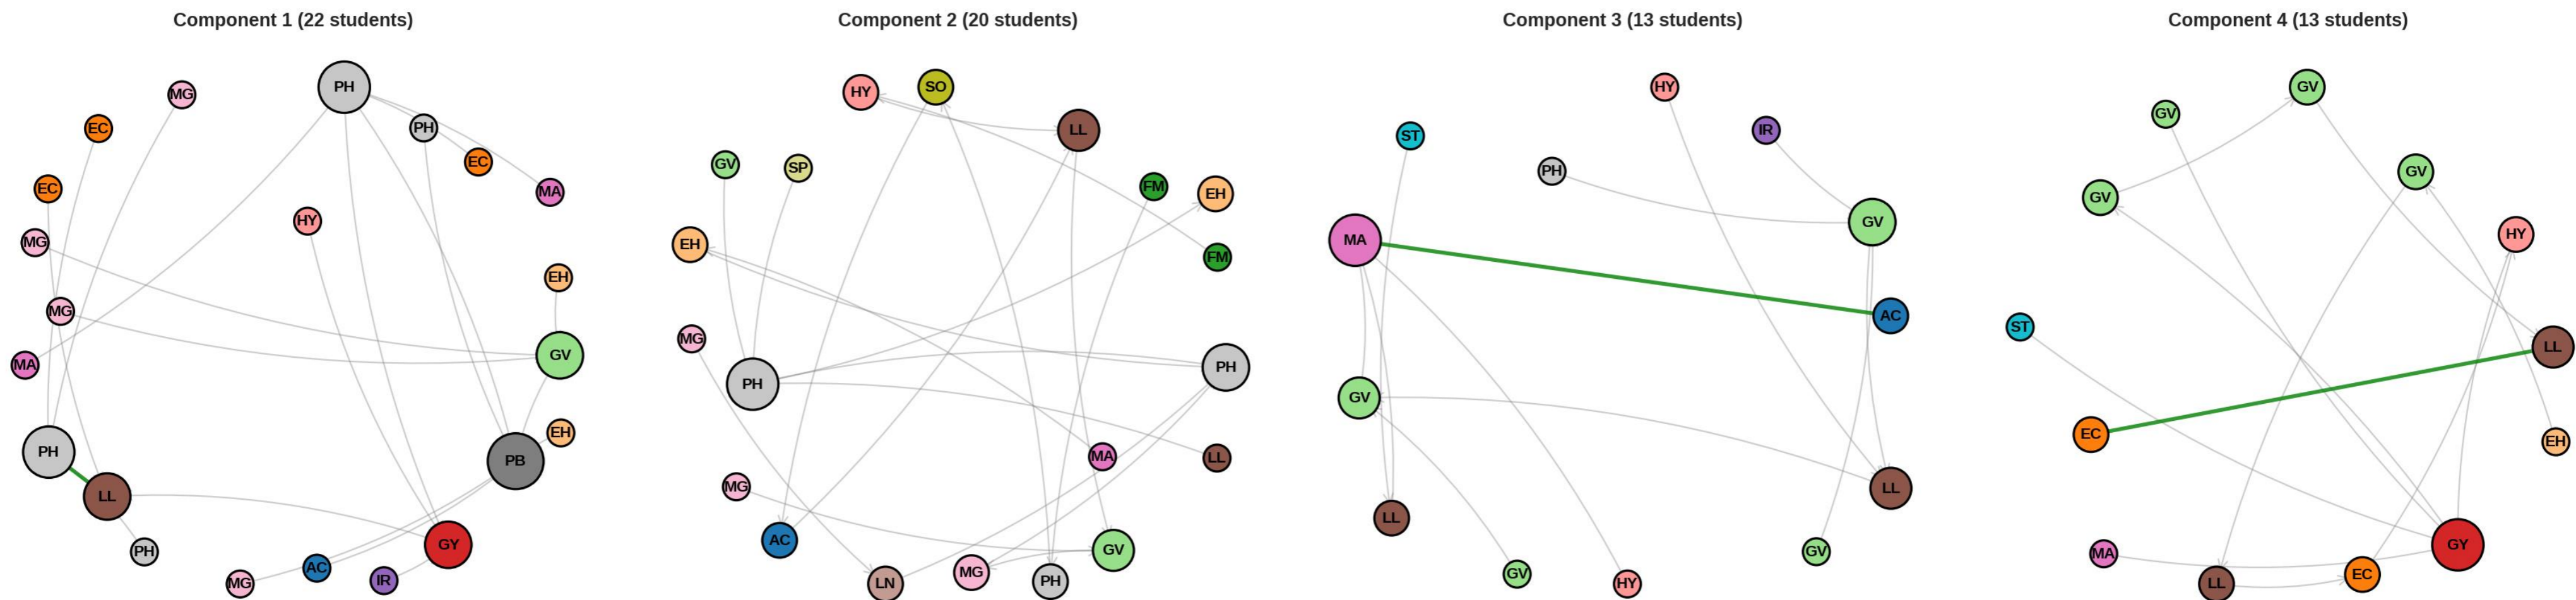 Component 1 (22 students)
PH
MG
EC
PH
EC
EC
MA
HY
MG
EH
MG
GV
MA
EH
PH
PB
LL
GY
PH
AC
IR
MG
Component 2 (20 students)
HY
SO
LL
GV
SP
FM
EH
EH
FM
MG
PH
PH
MA
LL
MG
AC
GV
MG
PH
LN
Component 3 (13 students)
HY
IR
ST
PH
GV
MA
AC
GV
LL
LL
GV
GV
HY
Component 4 (13 students)
GV
GV
GV
GV
HY
ST
LL
EC
EH
GY
MA
EC
LL